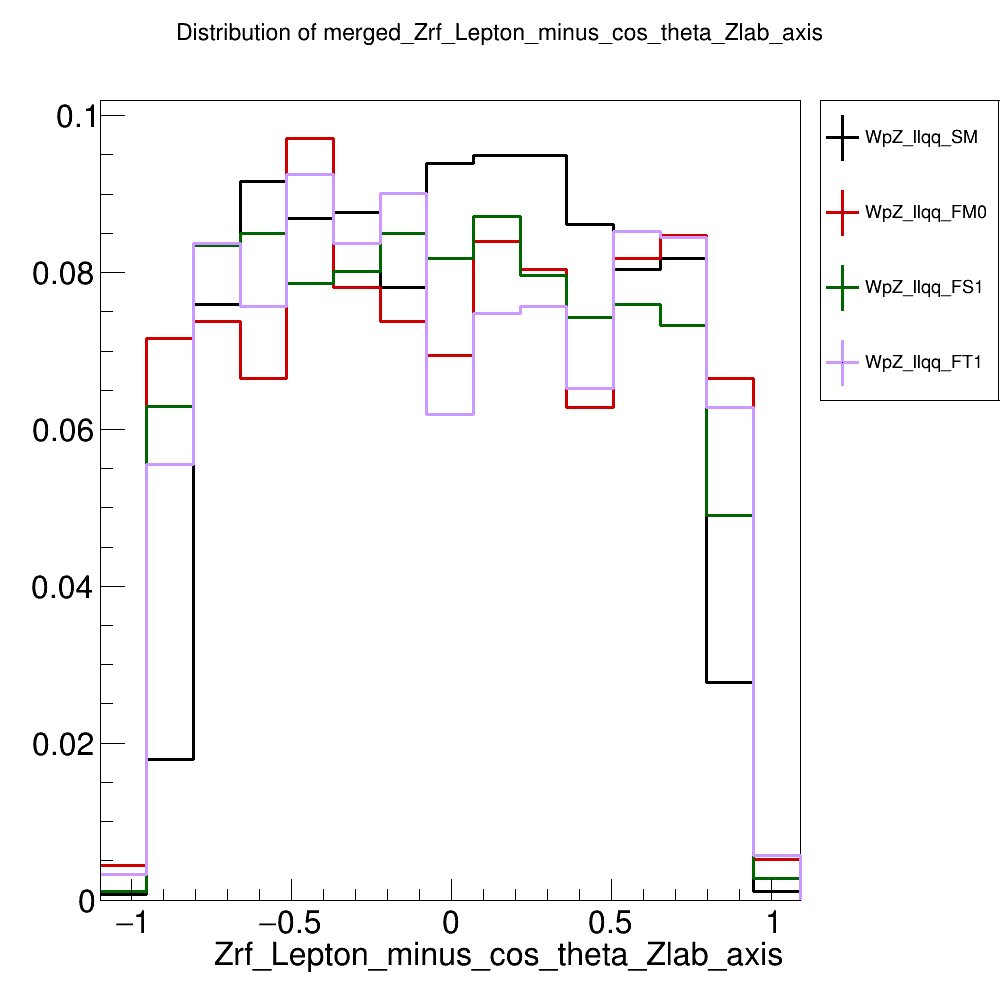 Distribution of merged_Zrf_Lepton_minus_cos_theta_Zlab_axis
0.1
0.08
0.06
0.04
0.02
0
−1
−0.5
0
0.5
1
Zrf_Lepton_minus_cos_theta_Zlab_axis
WpZ_llqq_SM
WpZ_llqq_FM0
WpZ_llqq_FS1
WpZ_llqq_FT1